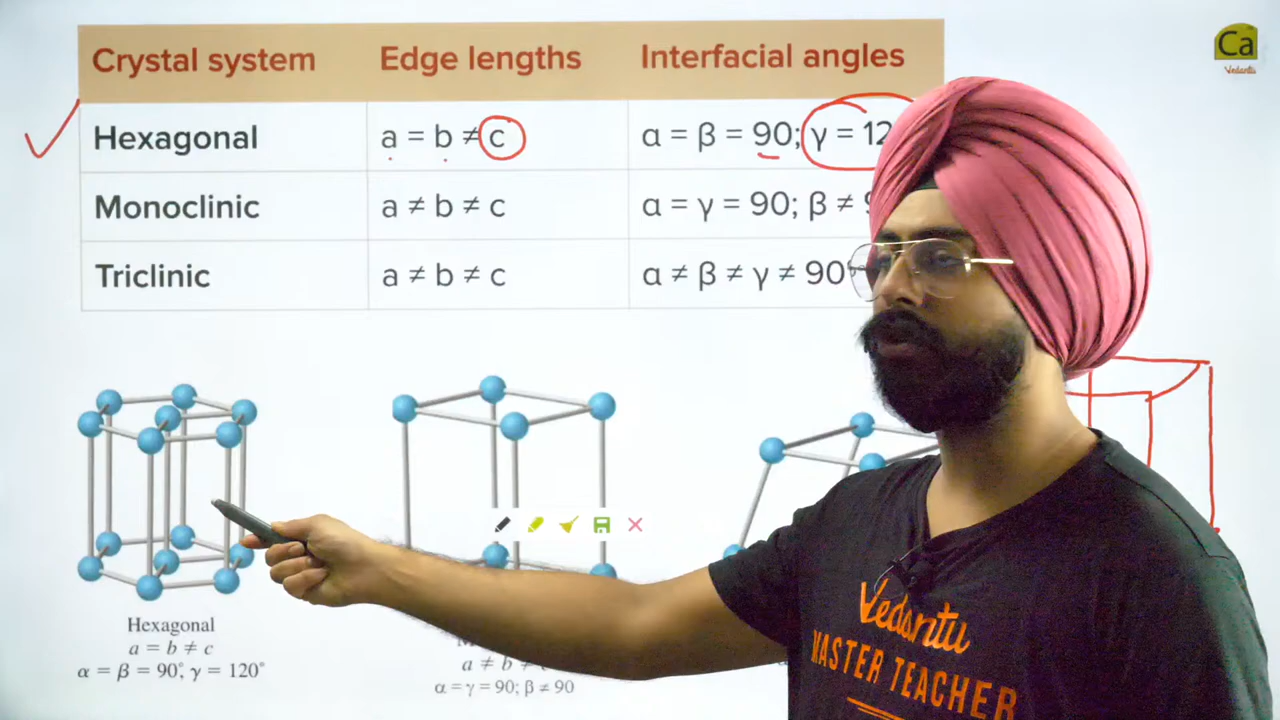 Ca
Vedantu
Crystal system Edge lengths Interfacial angles
Hexagonal a = b ≠ c α = β = 90; γ = 12
Monoclinic a ≠ b ≠ c α = γ = 90; β ≠
Triclinic a ≠ b ≠ c α ≠ β ≠ γ ≠ 90°
Hexagonal
a = b ≠ c
α = β = 90°, γ = 120°
a ≠ b ≠
α = γ = 90; β ≠ 90
Vedantu
MASTER TEACHER